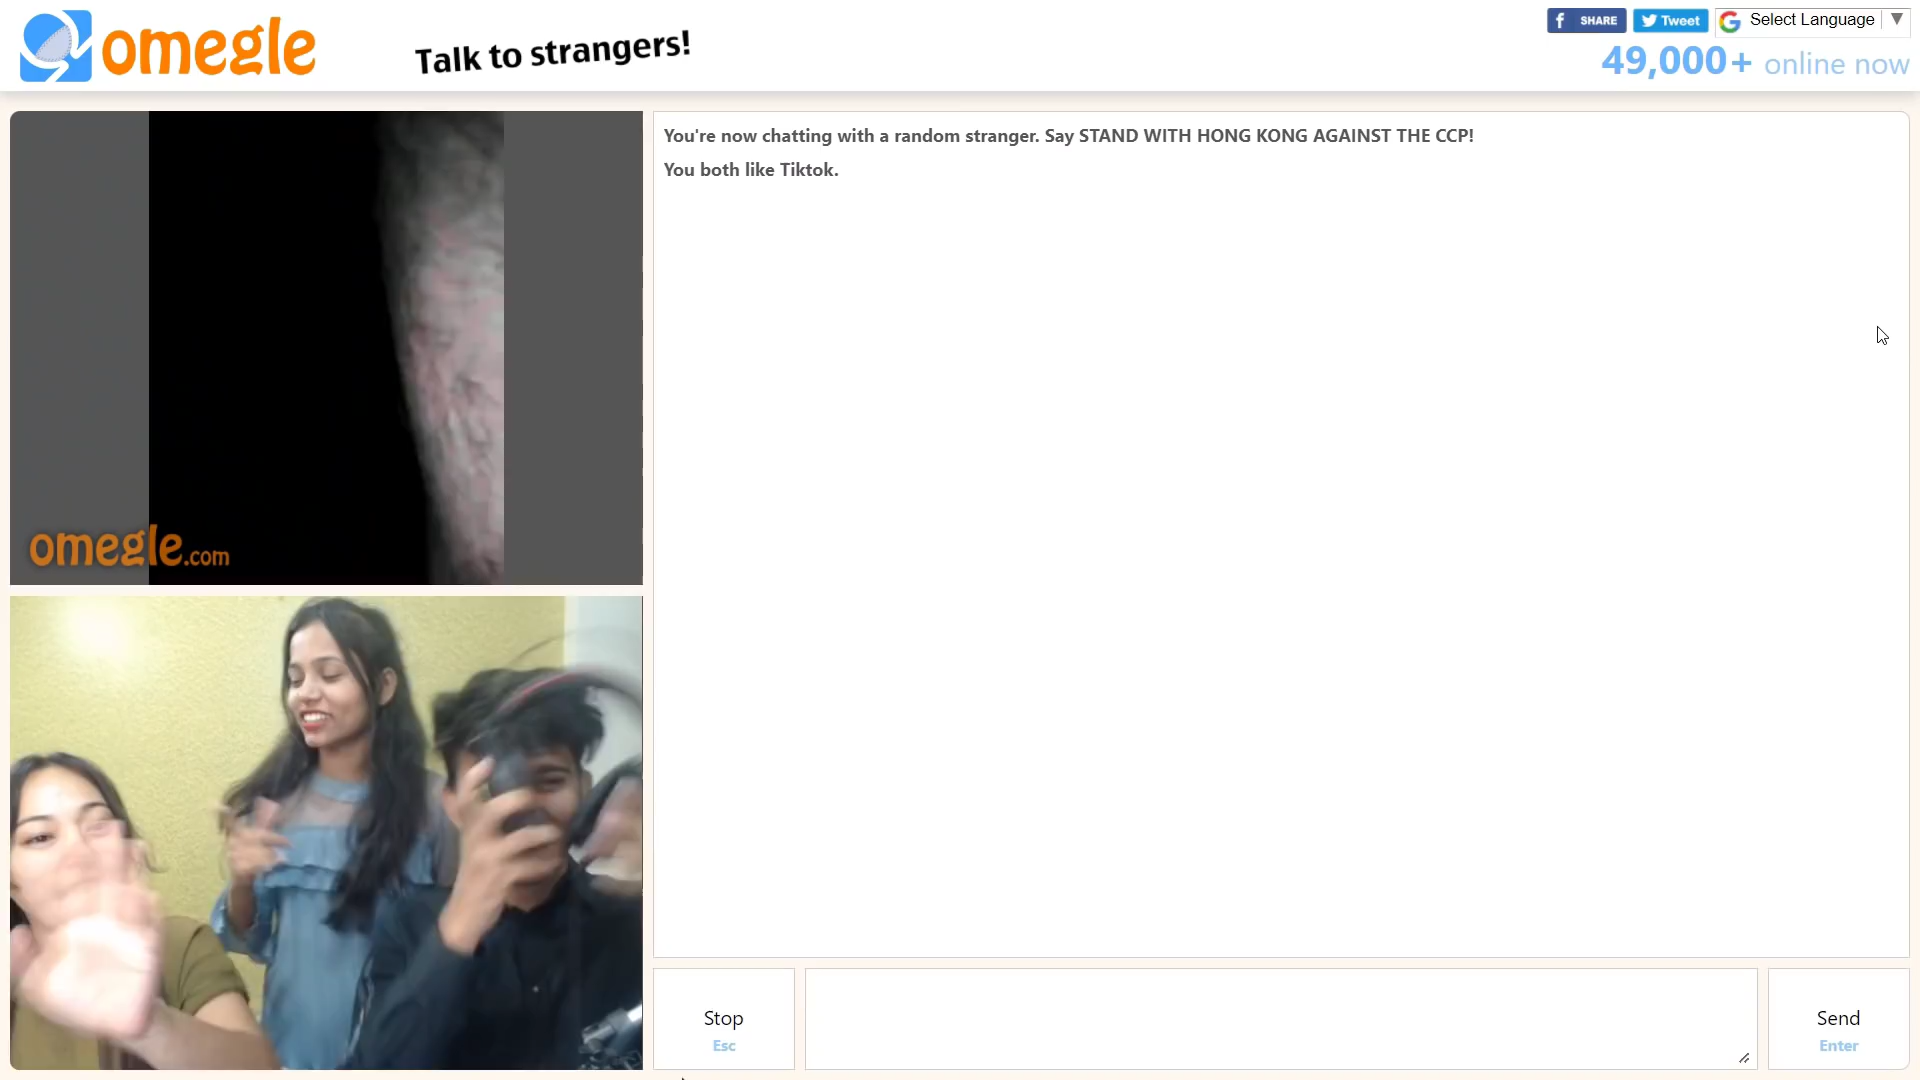 omegle
Talk to strangers!
SHARE
Tweet
Select Language
49,000+ online now
You're now chatting with a random stranger. Say STAND WITH HONG KONG AGAINST THE CCP!
You both like Tiktok.
omegle.com
Stop
Esc
Send
Enter